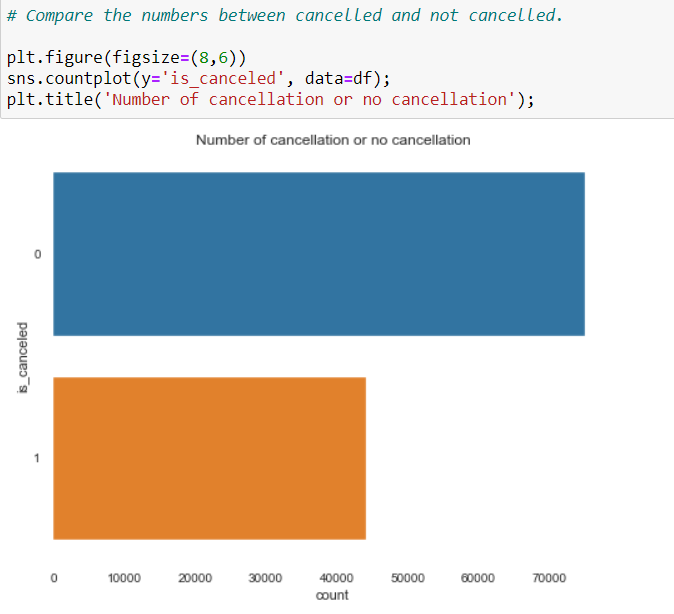 # Compare the numbers between cancelled and not cancelled.
plt.figure(figsize=(8,6))
sns.countplot(y='is_canceled', data=df);
plt.title('Number of cancellation or no cancellation');
Number of cancellation or no cancellation
0
is_canceled
1
0 10000 20000 30000 40000 50000 60000 70000
count